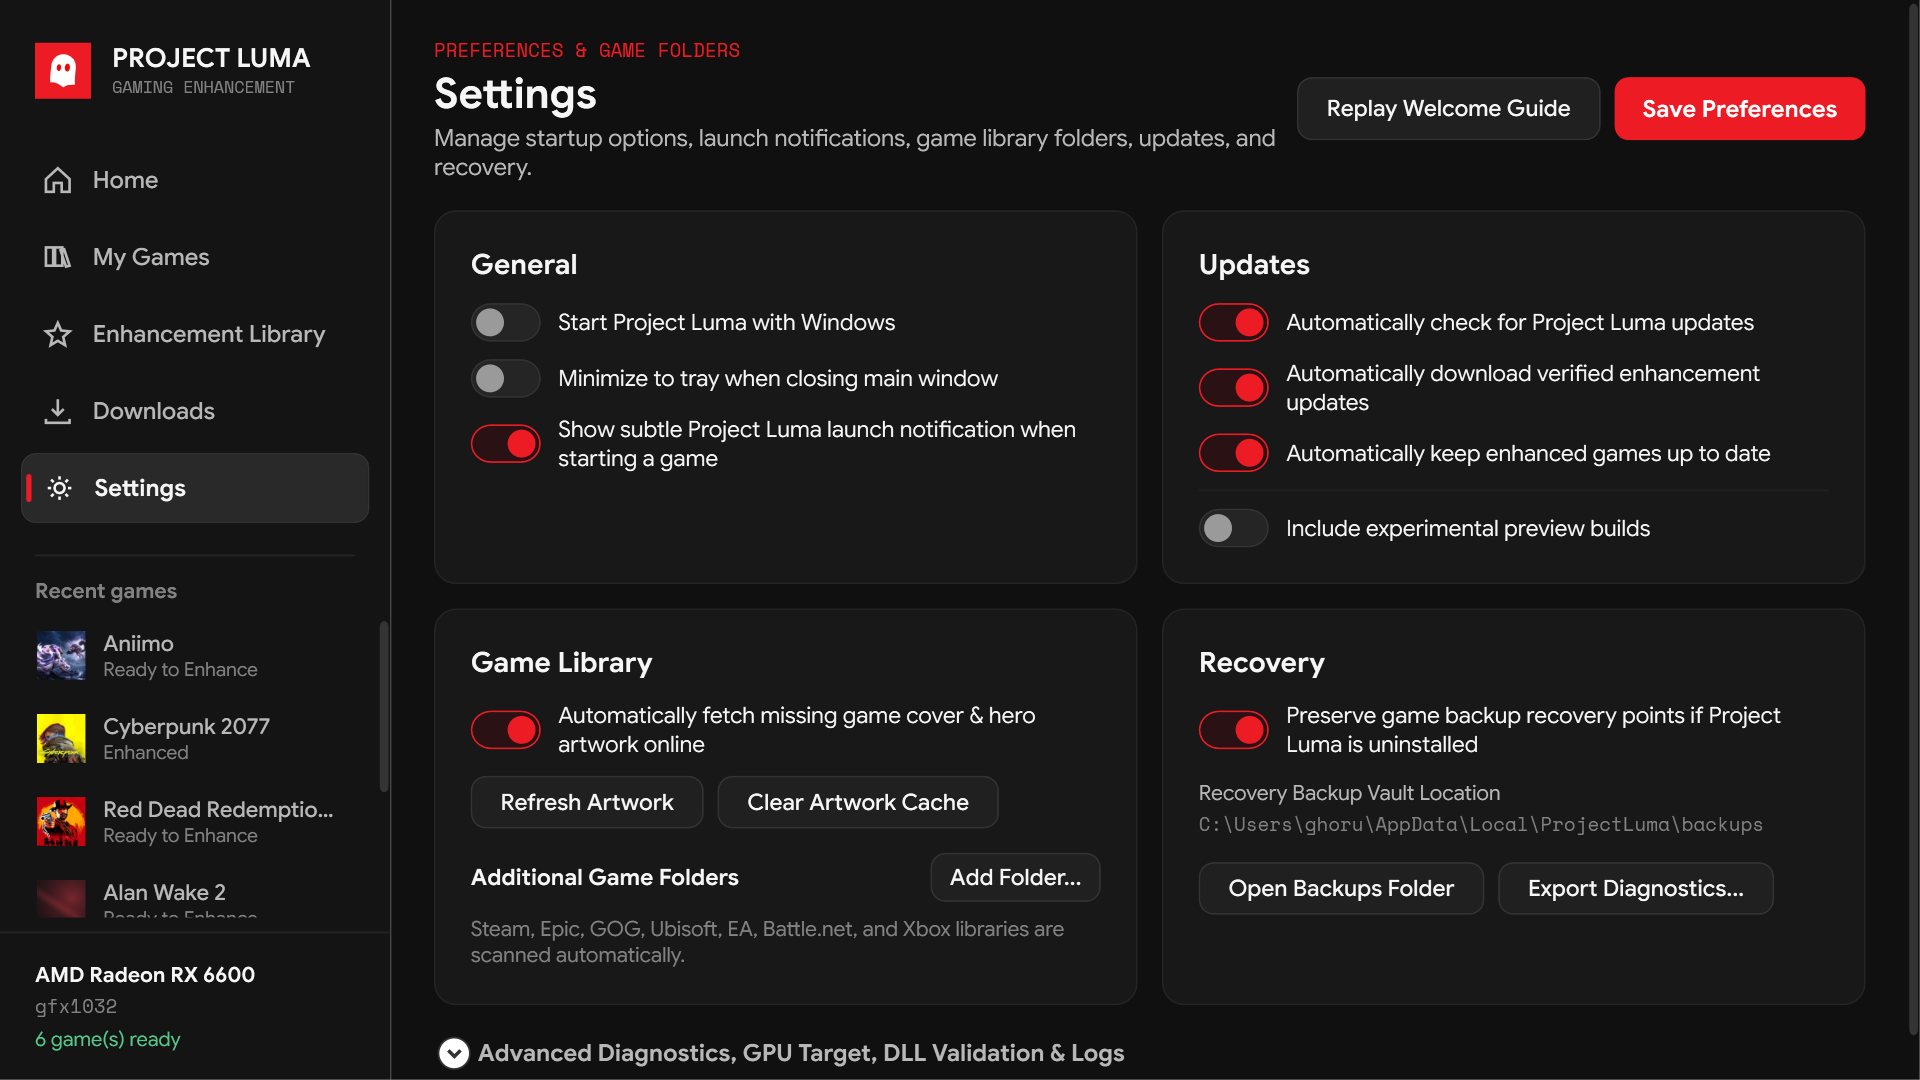 PROJECT LUMA
GAMING ENHANCEMENT
Home
My Games
Enhancement Library
Downloads
Settings
Recent games
Aniimo
Ready to Enhance
Cyberpunk 2077
Enhanced
Red Dead Redemptio...
Ready to Enhance
Alan Wake 2
Ready to Enhance
AMD Radeon RX 6600
gfx1032
6 game(s) ready
PREFERENCES & GAME FOLDERS
Settings
Manage startup options, launch notifications, game library folders, updates, and
recovery.
Replay Welcome Guide
Save Preferences
General
Start Project Luma with Windows
Minimize to tray when closing main window
Show subtle Project Luma launch notification when
starting a game
Updates
Automatically check for Project Luma updates
Automatically download verified enhancement
updates
Automatically keep enhanced games up to date
Include experimental preview builds
Game Library
Automatically fetch missing game cover & hero
artwork online
Refresh Artwork
Clear Artwork Cache
Additional Game Folders
Add Folder...
Steam, Epic, GOG, Ubisoft, EA, Battle.net, and Xbox libraries are
scanned automatically.
Recovery
Preserve game backup recovery points if Project
Luma is uninstalled
Recovery Backup Vault Location
C:\Users\ghoru\AppData\Local\ProjectLuma\backups
Open Backups Folder
Export Diagnostics...
Advanced Diagnostics, GPU Target, DLL Validation & Logs